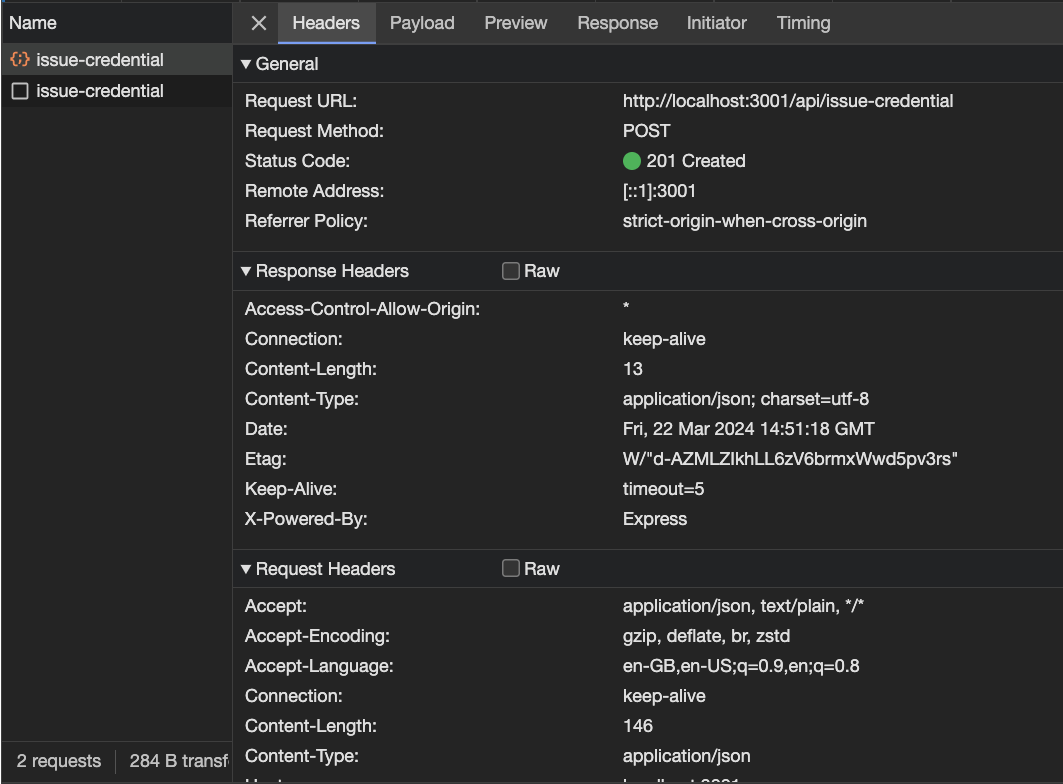 Name
Headers Payload Preview Response Initiator Timing
issue-credential
issue-credential
General
Request URL: http://localhost:3001/api/issue-credential
Request Method: POST
Status Code: 201 Created
Remote Address: [::1]:3001
Referrer Policy: strict-origin-when-cross-origin
Response Headers Raw
Access-Control-Allow-Origin: *
Connection: keep-alive
Content-Length: 13
Content-Type: application/json; charset=utf-8
Date: Fri, 22 Mar 2024 14:51:18 GMT
Etag: W/"d-AZMLZIkhLL6zV6brmxWwd5pv3rs"
Keep-Alive: timeout=5
X-Powered-By: Express
Request Headers Raw
Accept: application/json, text/plain, */*
Accept-Encoding: gzip, deflate, br, zstd
Accept-Language: en-GB,en-US;q=0.9,en;q=0.8
Connection: keep-alive
Content-Length: 146
Content-Type: application/json
2 requests 284 B transf